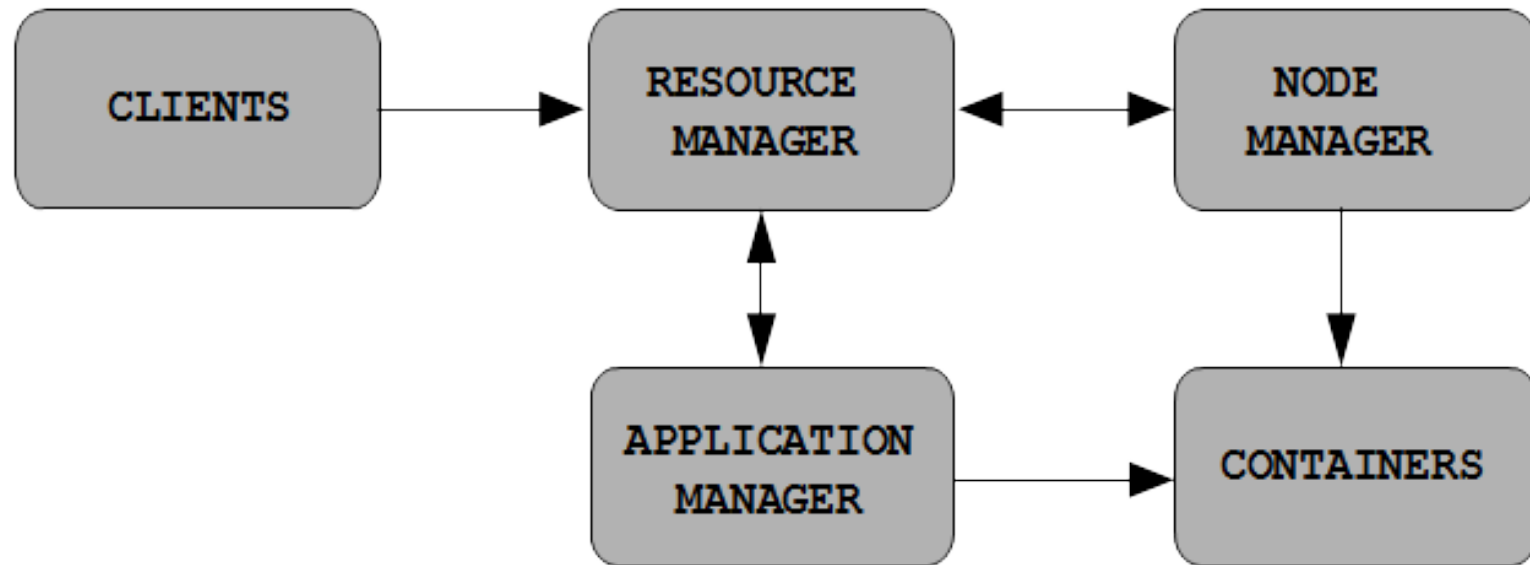 CLIENTS
RESOURCE
MANAGER
NODE
MANAGER
APPLICATION
MANAGER
CONTAINERS